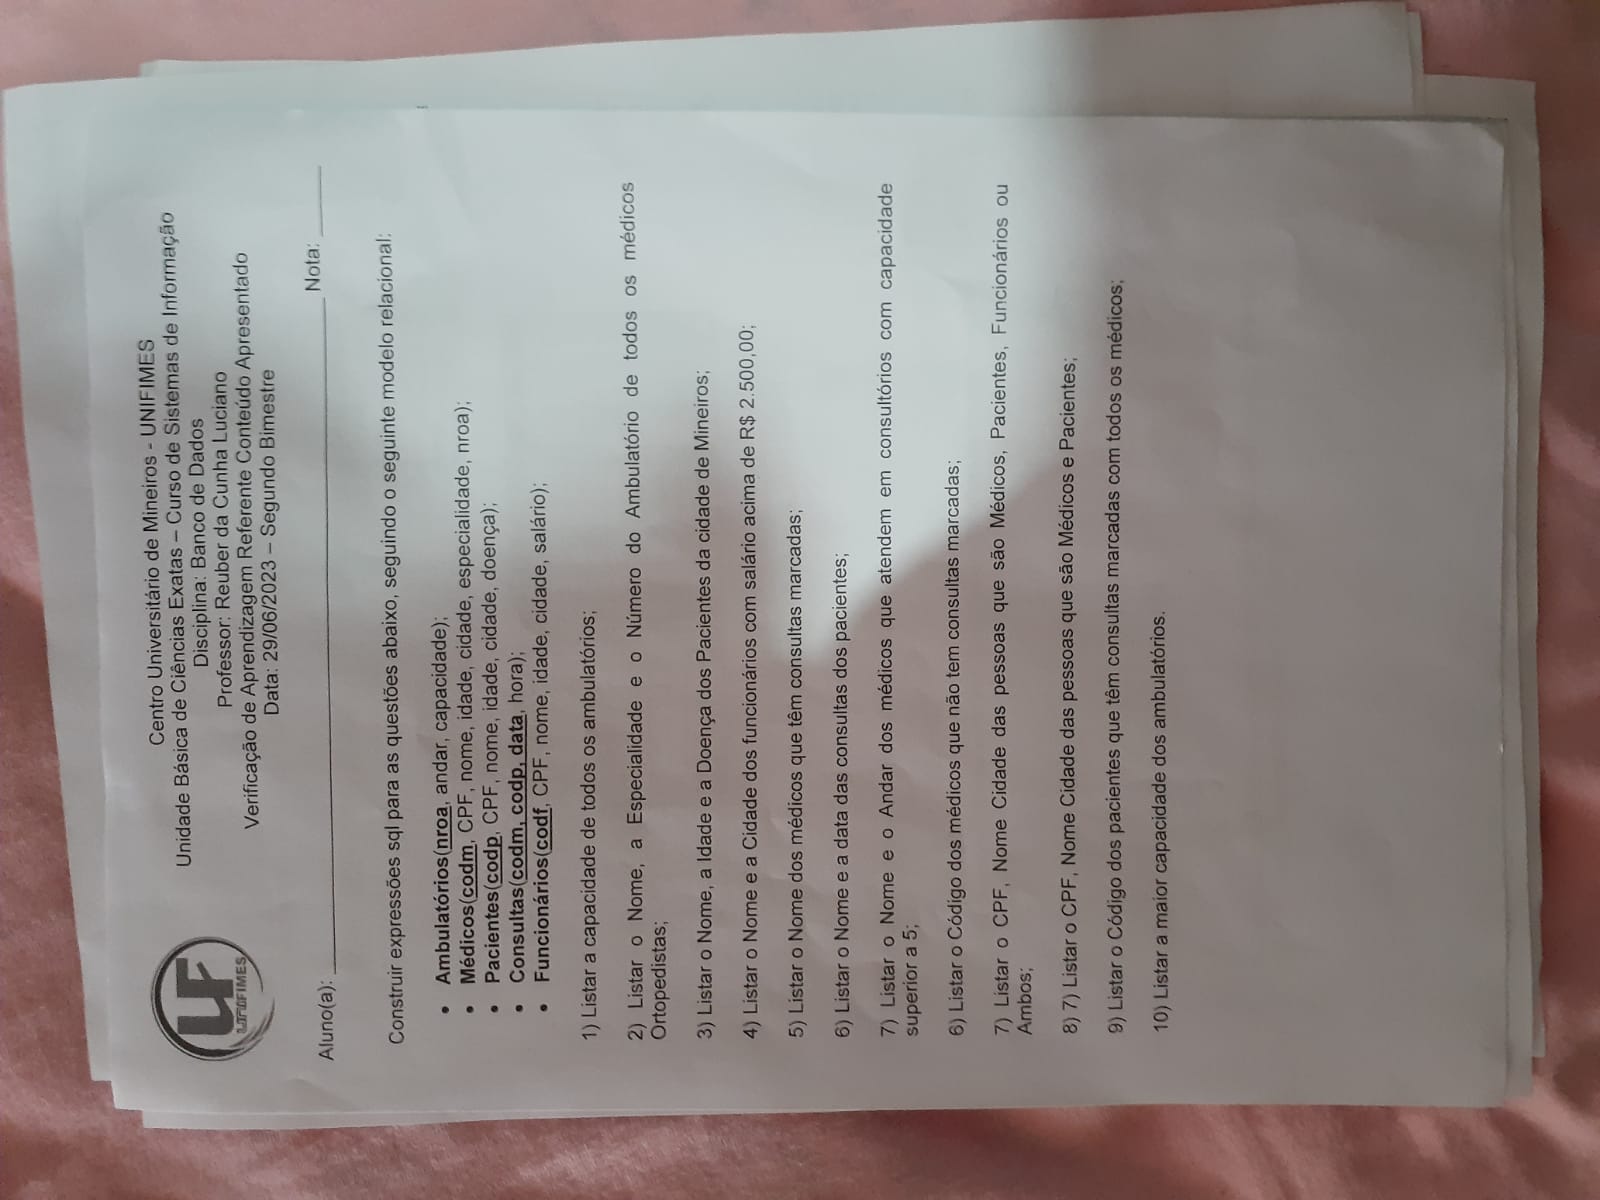 UF
UNIFIMES
Centro Universitário de Mineiros - UNIFIMES
Unidade Básica de Ciências Exatas – Curso de Sistemas de Informação
Disciplina: Banco de Dados
Professor: Reuber da Cunha Luciano
Verificação de Aprendizagem Referente Conteúdo Apresentado
Data: 29/06/2023 – Segundo Bimestre
Aluno(a): ______________________________ Nota: ______
Construir expressões sql para as questões abaixo, seguindo o seguinte modelo relacional:
• Ambulatórios(nroa, andar, capacidade);
• Médicos(codm, CPF, nome, idade, cidade, especialidade, nroa);
• Pacientes(codp, CPF, nome, idade, cidade, doença);
• Consultas(codm, codp, data, hora);
• Funcionários(codf, CPF, nome, idade, cidade, salário);
1) Listar a capacidade de todos os ambulatórios;
2) Listar o Nome, a Especialidade e o Número do Ambulatório de todos os médicos
Ortopedistas;
3) Listar o Nome, a Idade e a Doença dos Pacientes da cidade de Mineiros;
4) Listar o Nome e a Cidade dos funcionários com salário acima de R$ 2.500,00;
5) Listar o Nome dos médicos que têm consultas marcadas;
6) Listar o Nome e a data das consultas dos pacientes;
7) Listar o Nome e o Andar dos médicos que atendem em consultórios com capacidade
superior a 5;
6) Listar o Código dos médicos que não tem consultas marcadas;
7) Listar o CPF, Nome Cidade das pessoas que são Médicos, Pacientes, Funcionários ou
Ambos;
8) 7) Listar o CPF, Nome Cidade das pessoas que são Médicos e Pacientes;
9) Listar o Código dos pacientes que têm consultas marcadas com todos os médicos;
10) Listar a maior capacidade dos ambulatórios.